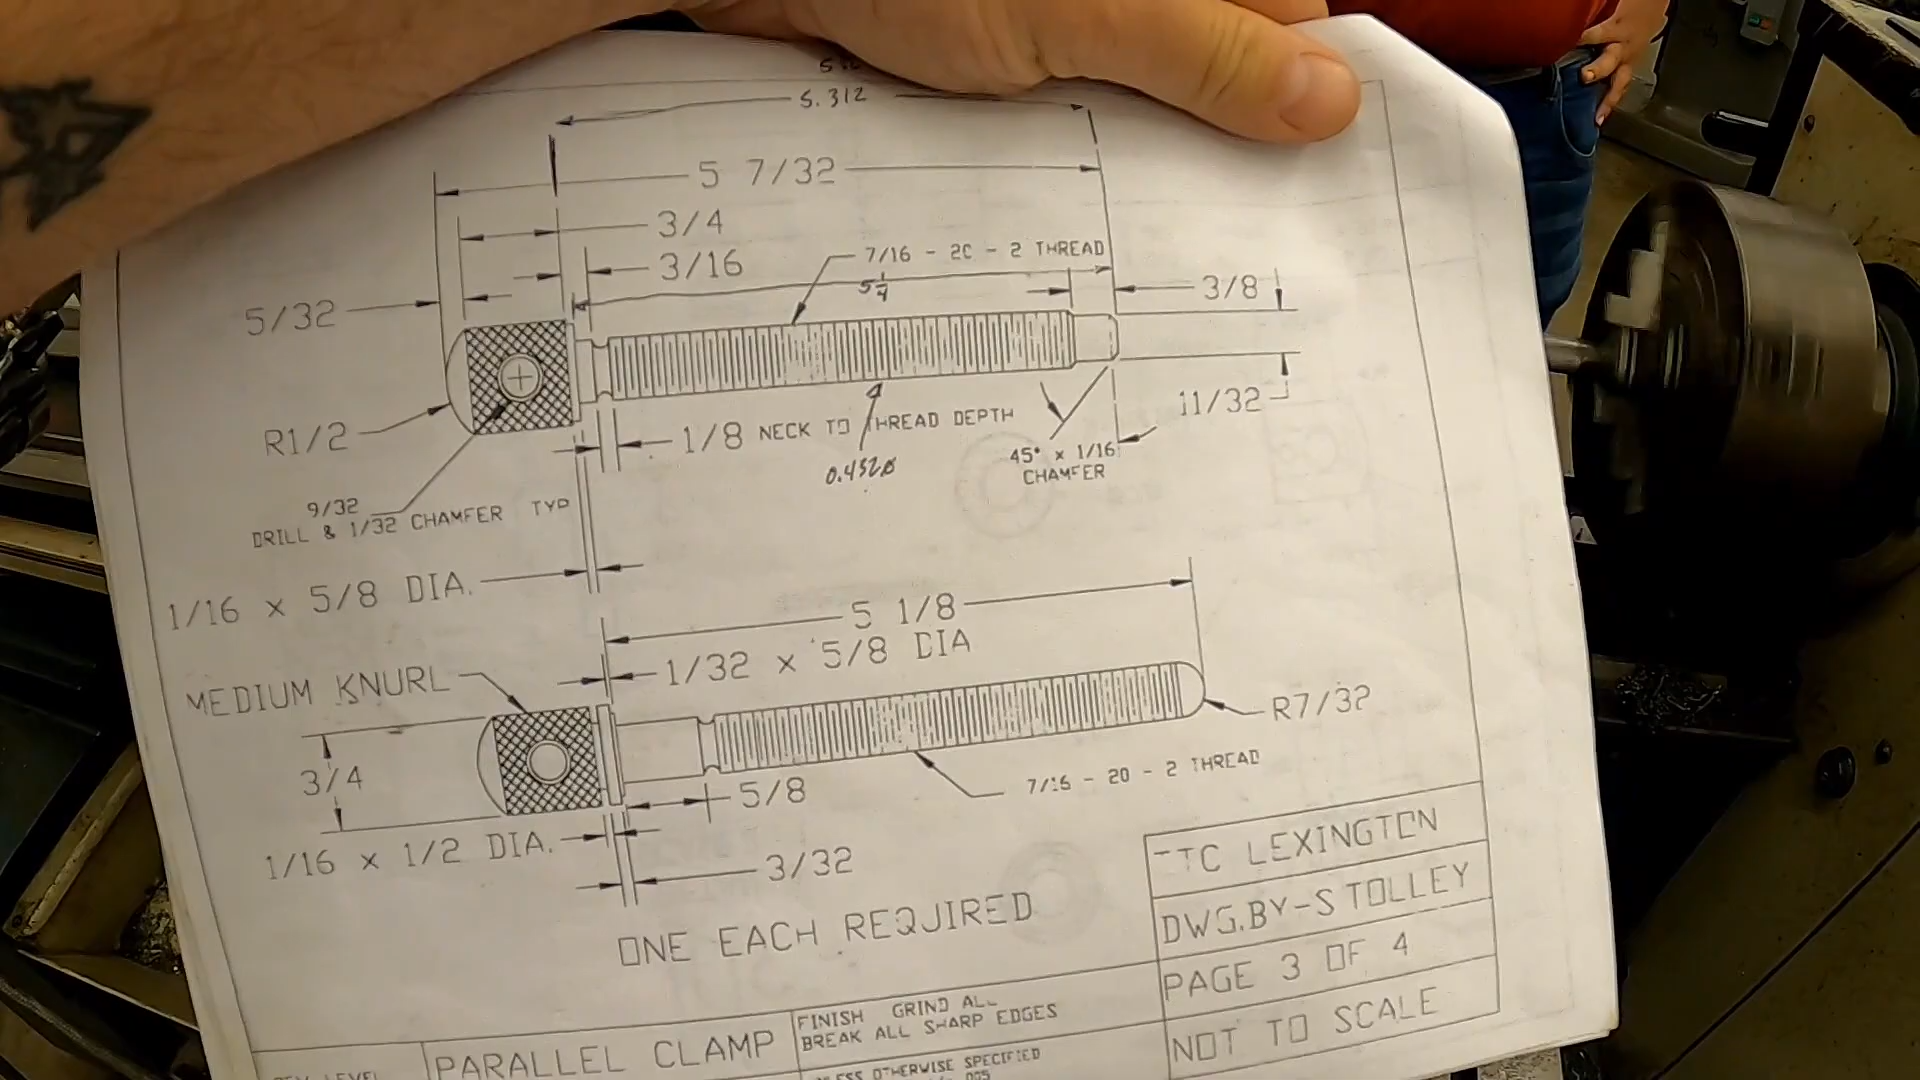 5.312
5 7/32
3/4
7/16 - 20 - 2 THREAD
3/16
5 1/4
3/8
5/32
11/32
R1/2
1/8 NECK TO THREAD DEPTH
0.432
45° x 1/16
CHAMFER
9/32
DRILL & 1/32 CHAMFER TYP
1/16 x 5/8 DIA.
5 1/8
1/32 x 5/8 DIA
MEDIUM KNURL
R7/32
3/4
5/8
7/16 - 20 - 2 THREAD
1/16 x 1/2 DIA.
3/32
ONE EACH REQUIRED
TC LEXINGTON
DWG.BY-S TOLLEY
PAGE 3 OF 4
NOT TO SCALE
PARALLEL CLAMP
FINISH GRIND ALL
BREAK ALL SHARP EDGES
OTHERWISE SPECIFIED